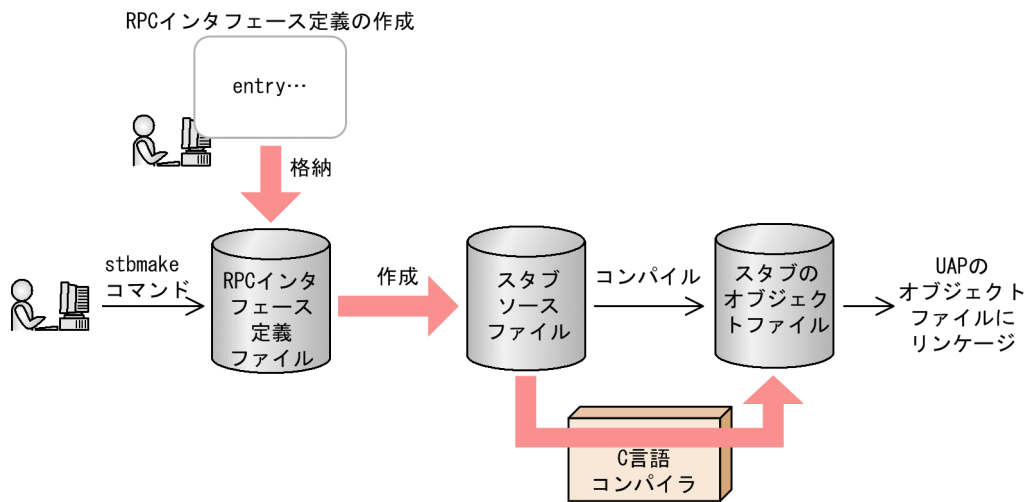 RPCインタフェース定義の作成
entry…
格納
stbmake
コマンド
RPCインタ
フェース
定義
ファイル
作成
スタブ
ソース
ファイル
コンパイル
スタブの
オブジェク
トファイル
UAPの
オブジェクト
ファイルに
リンケージ
C言語
コンパイラ